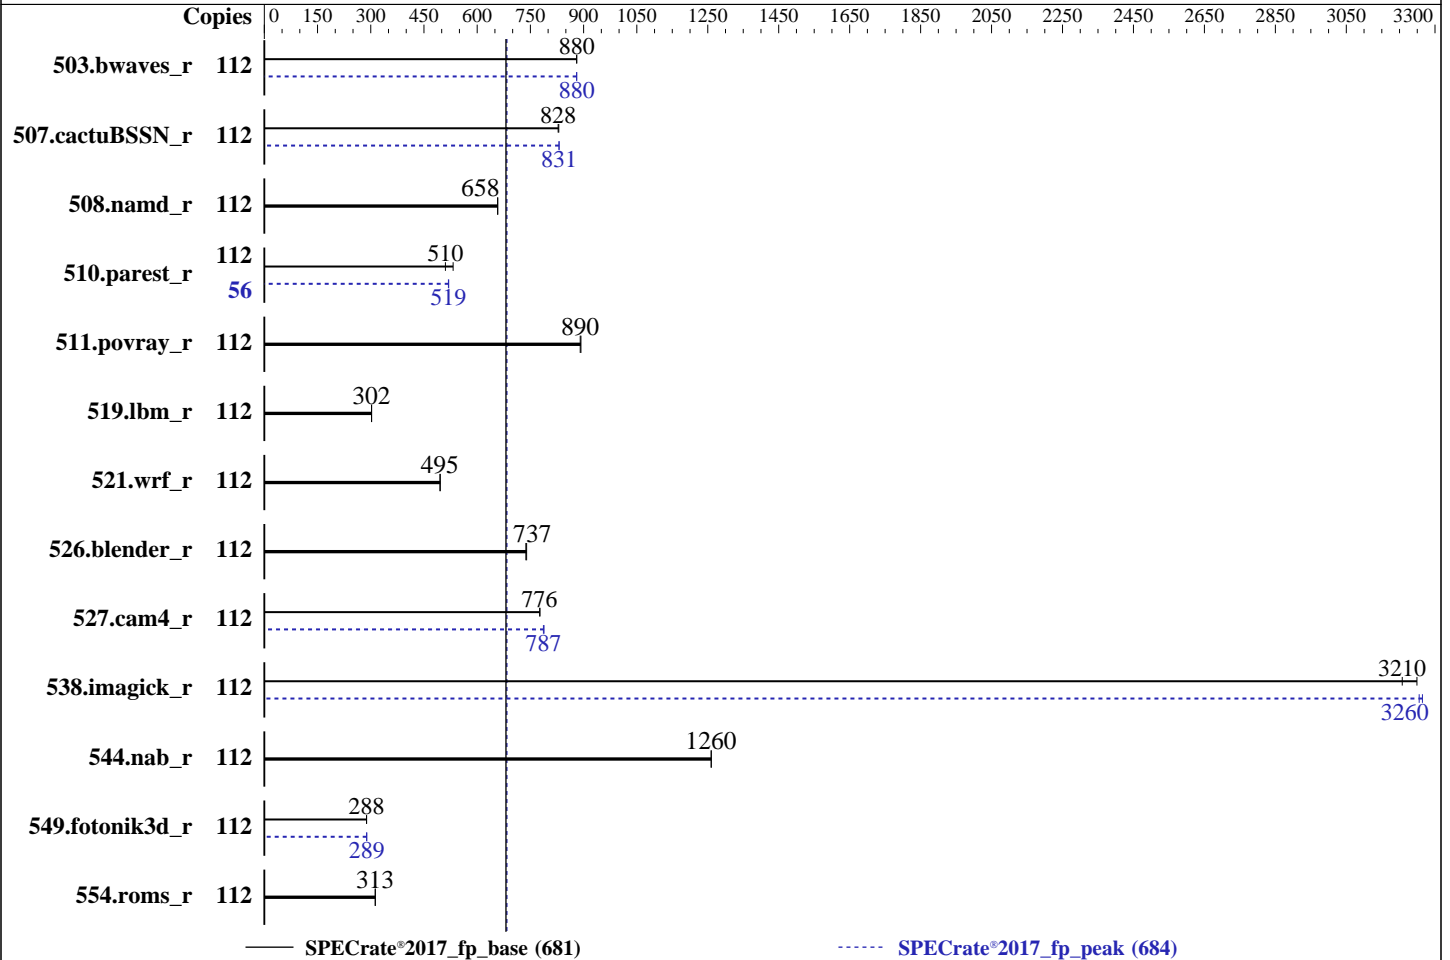 Copies 0 150 300 450 600 750 900 1050 1250 1450 1650 1850 2050 2250 2450 2650 2850 3050 3300
503.bwaves_r 112 880
880
507.cactuBSSN_r 112 828
831
508.namd_r 112 658
510.parest_r 112 510
56 519
511.povray_r 112 890
519.lbm_r 112 302
521.wrf_r 112 495
526.blender_r 112 737
527.cam4_r 112 776
787
538.imagick_r 112 3210
3260
544.nab_r 112 1260
549.fotonik3d_r 112 288
289
554.roms_r 112 313
SPECrate®2017_fp_base (681) SPECrate®2017_fp_peak (684)